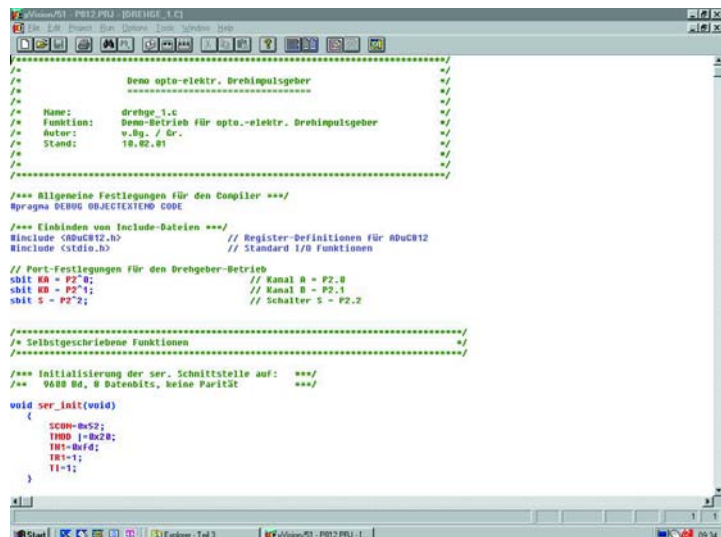 µVision/51 - P812.PRJ - [DREHGE_1.C]
File Edit Project Run Options Tools Window Help
/***********************************************************************************/
/* */
/* Demo opto-elektr. Drehimpulsgeber */
/* ================================= */
/* */
/* Name: drehge_1.c */
/* Funktion: Demo-Betrieb für opto.-elektr. Drehimpulsgeber */
/* Autor: v.Bg. / Gr. */
/* Stand: 10.02.01 */
/* */
/* */
/***********************************************************************************/
/*** Allgemeine Festlegungen für den Compiler ***/
#pragma DEBUG OBJECTEXTEND CODE
/*** Einbinden von Include-Dateien ***/
#include <ADuC812.h> // Register-Definitionen für ADuC812
#include <stdio.h> // Standard I/O Funktionen
// Port-Festlegungen für den Drehgeber-Betrieb
sbit KA = P2^0; // Kanal A = P2.0
sbit KB = P2^1; // Kanal B = P2.1
sbit S = P2^2; // Schalter S = P2.2
/***********************************************************************************/
/* Selbstgeschriebene Funktionen */
/***********************************************************************************/
/*** Initialisierung der ser. Schnittstelle auf: ***/
/** 9600 Bd, 8 Datenbits, keine Parität ***/
void ser_init(void)
{
SCON=0x52;
TMOD |=0x20;
TH1=0xfd;
TR1=1;
TI=1;
}
1 1
Start Explorer - Teil 3 µVision/51 - P812.PRJ - [ 09:34